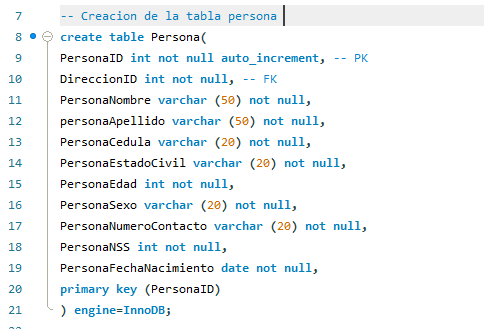 7 -- Creacion de la tabla persona
8 create table Persona(
9 PersonaID int not null auto_increment, -- PK
10 DireccionID int not null, -- FK
11 PersonaNombre varchar (50) not null,
12 personaApellido varchar (50) not null,
13 PersonaCedula varchar (20) not null,
14 PersonaEstadoCivil varchar (20) not null,
15 PersonaEdad int not null,
16 PersonaSexo varchar (20) not null,
17 PersonaNumeroContacto varchar (20) not null,
18 PersonaNSS int not null,
19 PersonaFechaNacimiento date not null,
20 primary key (PersonaID)
21 ) engine=InnoDB;